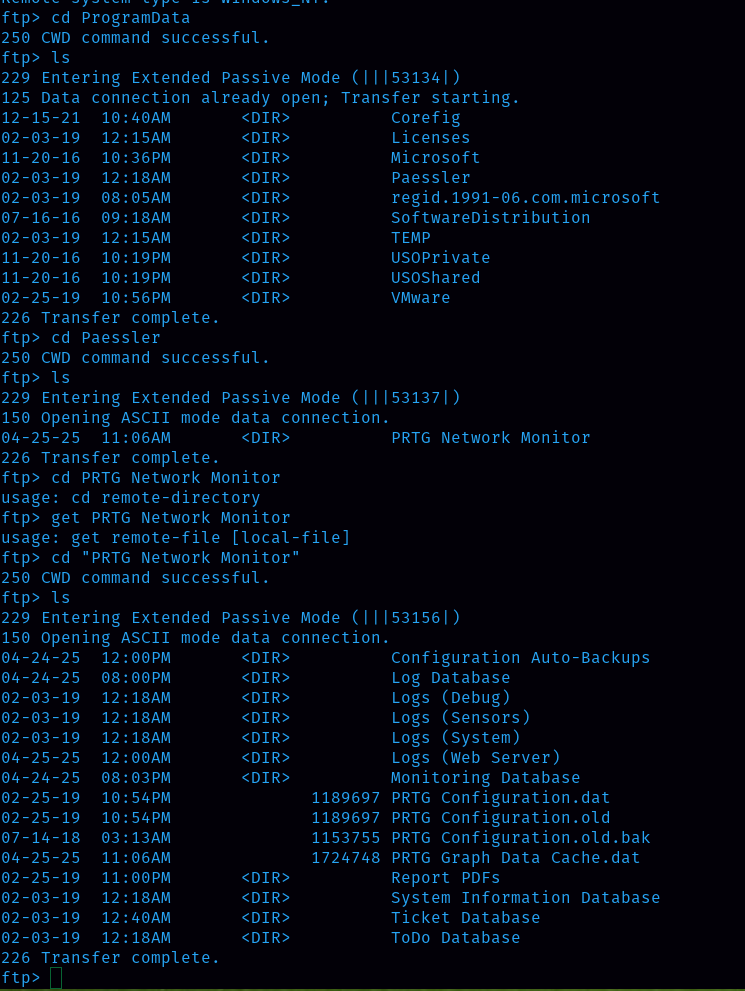 Remote system type is Windows_NT.
ftp> cd ProgramData
250 CWD command successful.
ftp> ls
229 Entering Extended Passive Mode (|||53134|)
125 Data connection already open; Transfer starting.
12-15-21  10:40AM       <DIR>          Corefig
02-03-19  12:15AM       <DIR>          Licenses
11-20-16  10:36PM       <DIR>          Microsoft
02-03-19  12:18AM       <DIR>          Paessler
02-03-19  08:05AM       <DIR>          regid.1991-06.com.microsoft
07-16-16  09:18AM       <DIR>          SoftwareDistribution
02-03-19  12:15AM       <DIR>          TEMP
11-20-16  10:19PM       <DIR>          USOPrivate
11-20-16  10:19PM       <DIR>          USOShared
02-25-19  10:56PM       <DIR>          VMware
226 Transfer complete.
ftp> cd Paessler
250 CWD command successful.
ftp> ls
229 Entering Extended Passive Mode (|||53137|)
150 Opening ASCII mode data connection.
04-25-25  11:06AM       <DIR>          PRTG Network Monitor
226 Transfer complete.
ftp> cd PRTG Network Monitor
usage: cd remote-directory
ftp> get PRTG Network Monitor
usage: get remote-file [local-file]
ftp> cd "PRTG Network Monitor"
250 CWD command successful.
ftp> ls
229 Entering Extended Passive Mode (|||53156|)
150 Opening ASCII mode data connection.
04-24-25  12:00PM       <DIR>          Configuration Auto-Backups
04-24-25  08:00PM       <DIR>          Log Database
02-03-19  12:18AM       <DIR>          Logs (Debug)
02-03-19  12:18AM       <DIR>          Logs (Sensors)
02-03-19  12:18AM       <DIR>          Logs (System)
04-25-25  12:00AM       <DIR>          Logs (Web Server)
04-24-25  08:03PM       <DIR>          Monitoring Database
02-25-19  10:54PM              1189697 PRTG Configuration.dat
02-25-19  10:54PM              1189697 PRTG Configuration.old
07-14-18  03:13AM              1153755 PRTG Configuration.old.bak
04-25-25  11:06AM              1724748 PRTG Graph Data Cache.dat
02-25-19  11:00PM       <DIR>          Report PDFs
02-03-19  12:18AM       <DIR>          System Information Database
02-03-19  12:40AM       <DIR>          Ticket Database
02-03-19  12:18AM       <DIR>          ToDo Database
226 Transfer complete.
ftp>